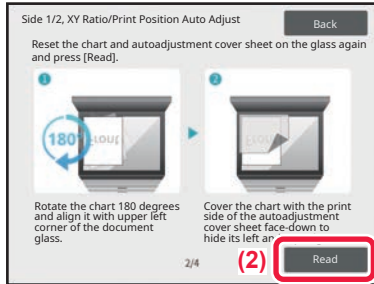 Side 1/2, XY Ratio/Print Position Auto Adjust
Back
Reset the chart and autoadjustment cover sheet on the glass again
and press [Read].
1
2
180°
Front
Rotate the chart 180 degrees
and align it with upper left
corner of the document
glass.
Cover the chart with the print
side of the autoadjustment
cover sheet face-down to
hide its left an
2/4
(2)
Read